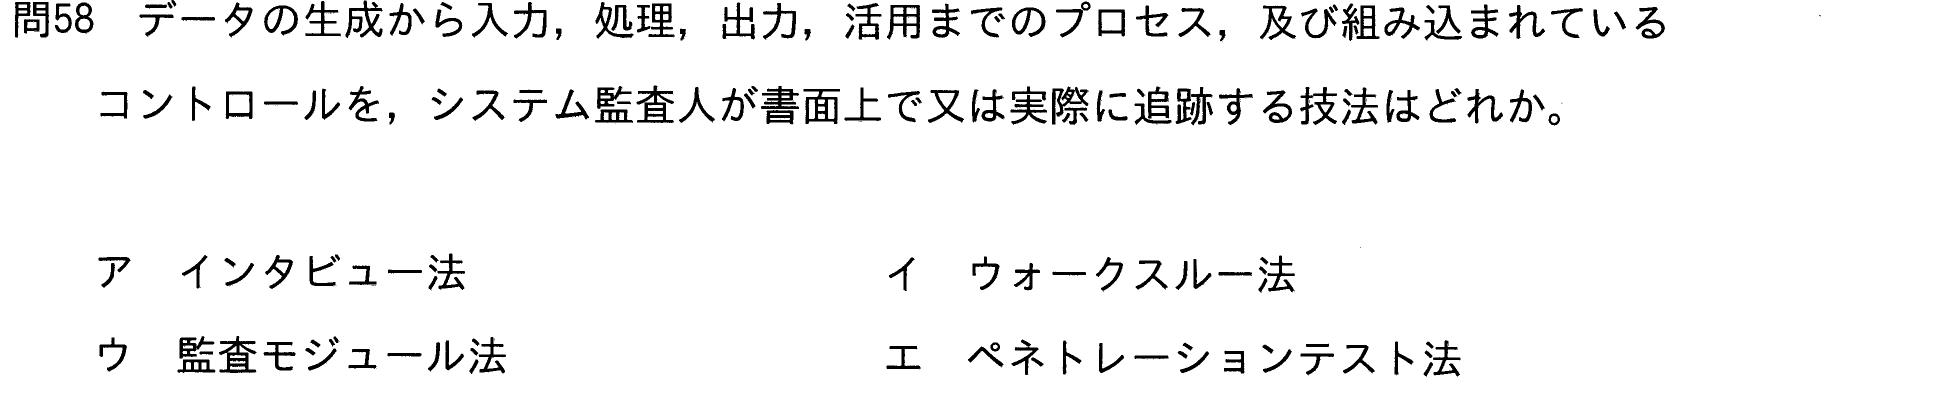 問58　データの生成から入力，処理，出力，活用までのプロセス，及び組み込まれている
コントロールを，システム監査人が書面上で又は実際に追跡する技法はどれか。
ア　インタビュー法　イ　ウォークスルー法
ウ　監査モジュール法　エ　ペネトレーションテスト法